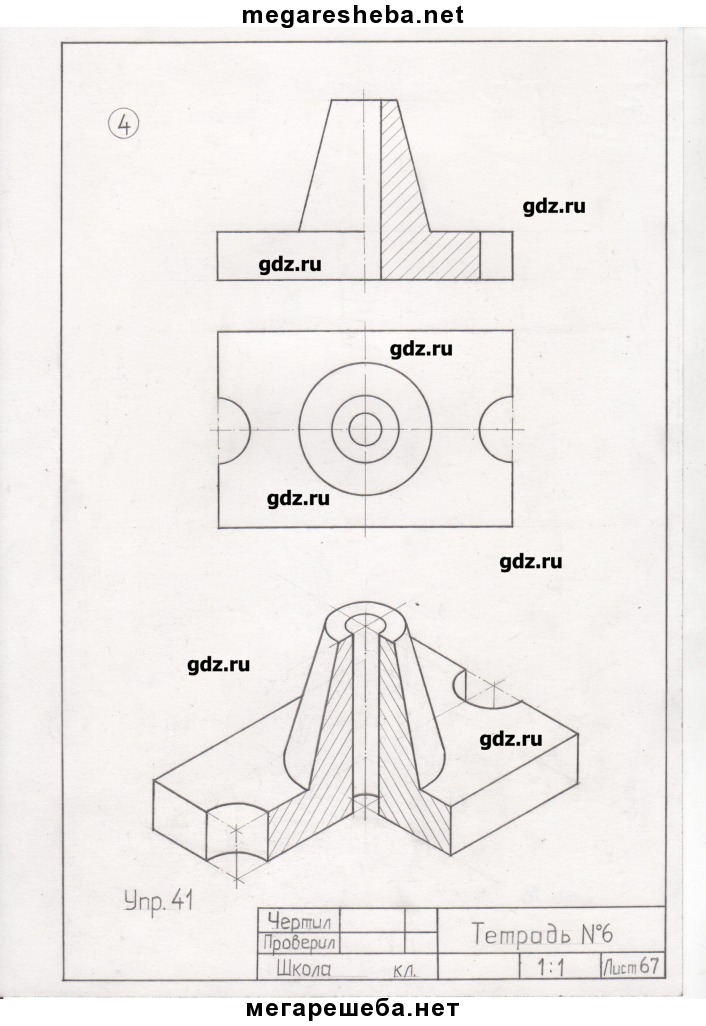 megaresheba.net
4
gdz.ru
gdz.ru
gdz.ru
gdz.ru
gdz.ru
gdz.ru
gdz.ru
Упр. 41
Чертил
Проверил
Школа кл.
Тетрадь №6
1:1
Лист 67
мегарешеба.нет